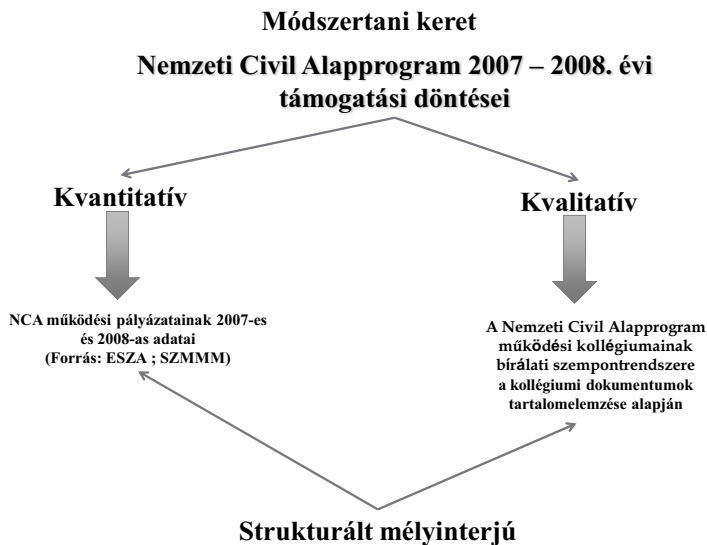 Módszertani keret
Nemzeti Civil Alapprogram 2007 – 2008. évi
támogatási döntései
Kvantitatív
Kvalitatív
NCA működési pályázatainak 2007-es
és 2008-as adatai
(Forrás: ESZA ; SZMMM)
A Nemzeti Civil Alapprogram
működési kollégiumainak
bírálati szempontrendszere
a kollégiumi dokumentumok
tartalomelemzése alapján
Strukturált mélyinterjú